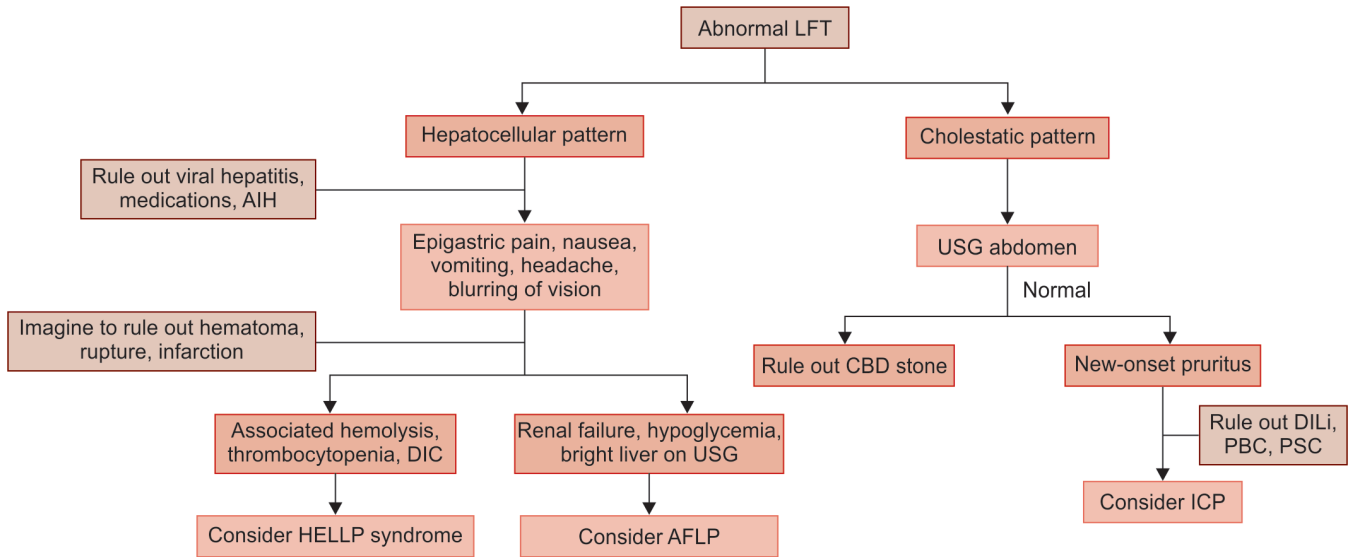 Abnormal LFT
Hepatocellular pattern
Cholestatic pattern
Rule out viral hepatitis,
medications, AIH
Epigastric pain, nausea,
vomiting, headache,
blurring of vision
USG abdomen
Normal
Imagine to rule out hematoma,
rupture, infarction
Rule out CBD stone
New-onset pruritus
Associated hemolysis,
thrombocytopenia, DIC
Renal failure, hypoglycemia,
bright liver on USG
Rule out DILi,
PBC, PSC
Consider HELLP syndrome
Consider AFLP
Consider ICP